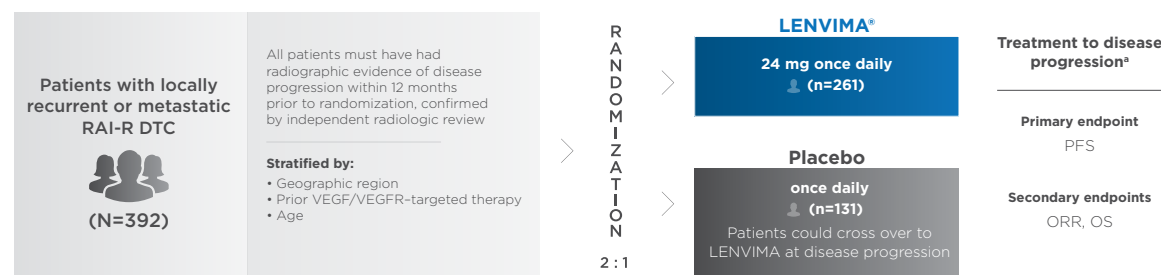 Patients with locally
recurrent or metastatic
RAI-R DTC
(N=392)
All patients must have had
radiographic evidence of disease
progression within 12 months
prior to randomization, confirmed
by independent radiologic review
Stratified by:
• Geographic region
• Prior VEGF/VEGFR–targeted therapy
• Age
RANDOMIZATION
2 : 1
LENVIMA®
24 mg once daily
(n=261)
Placebo
once daily
(n=131)
Patients could cross over to
LENVIMA at disease progression
Treatment to disease
progressionᵃ
Primary endpoint
PFS
Secondary endpoints
ORR, OS